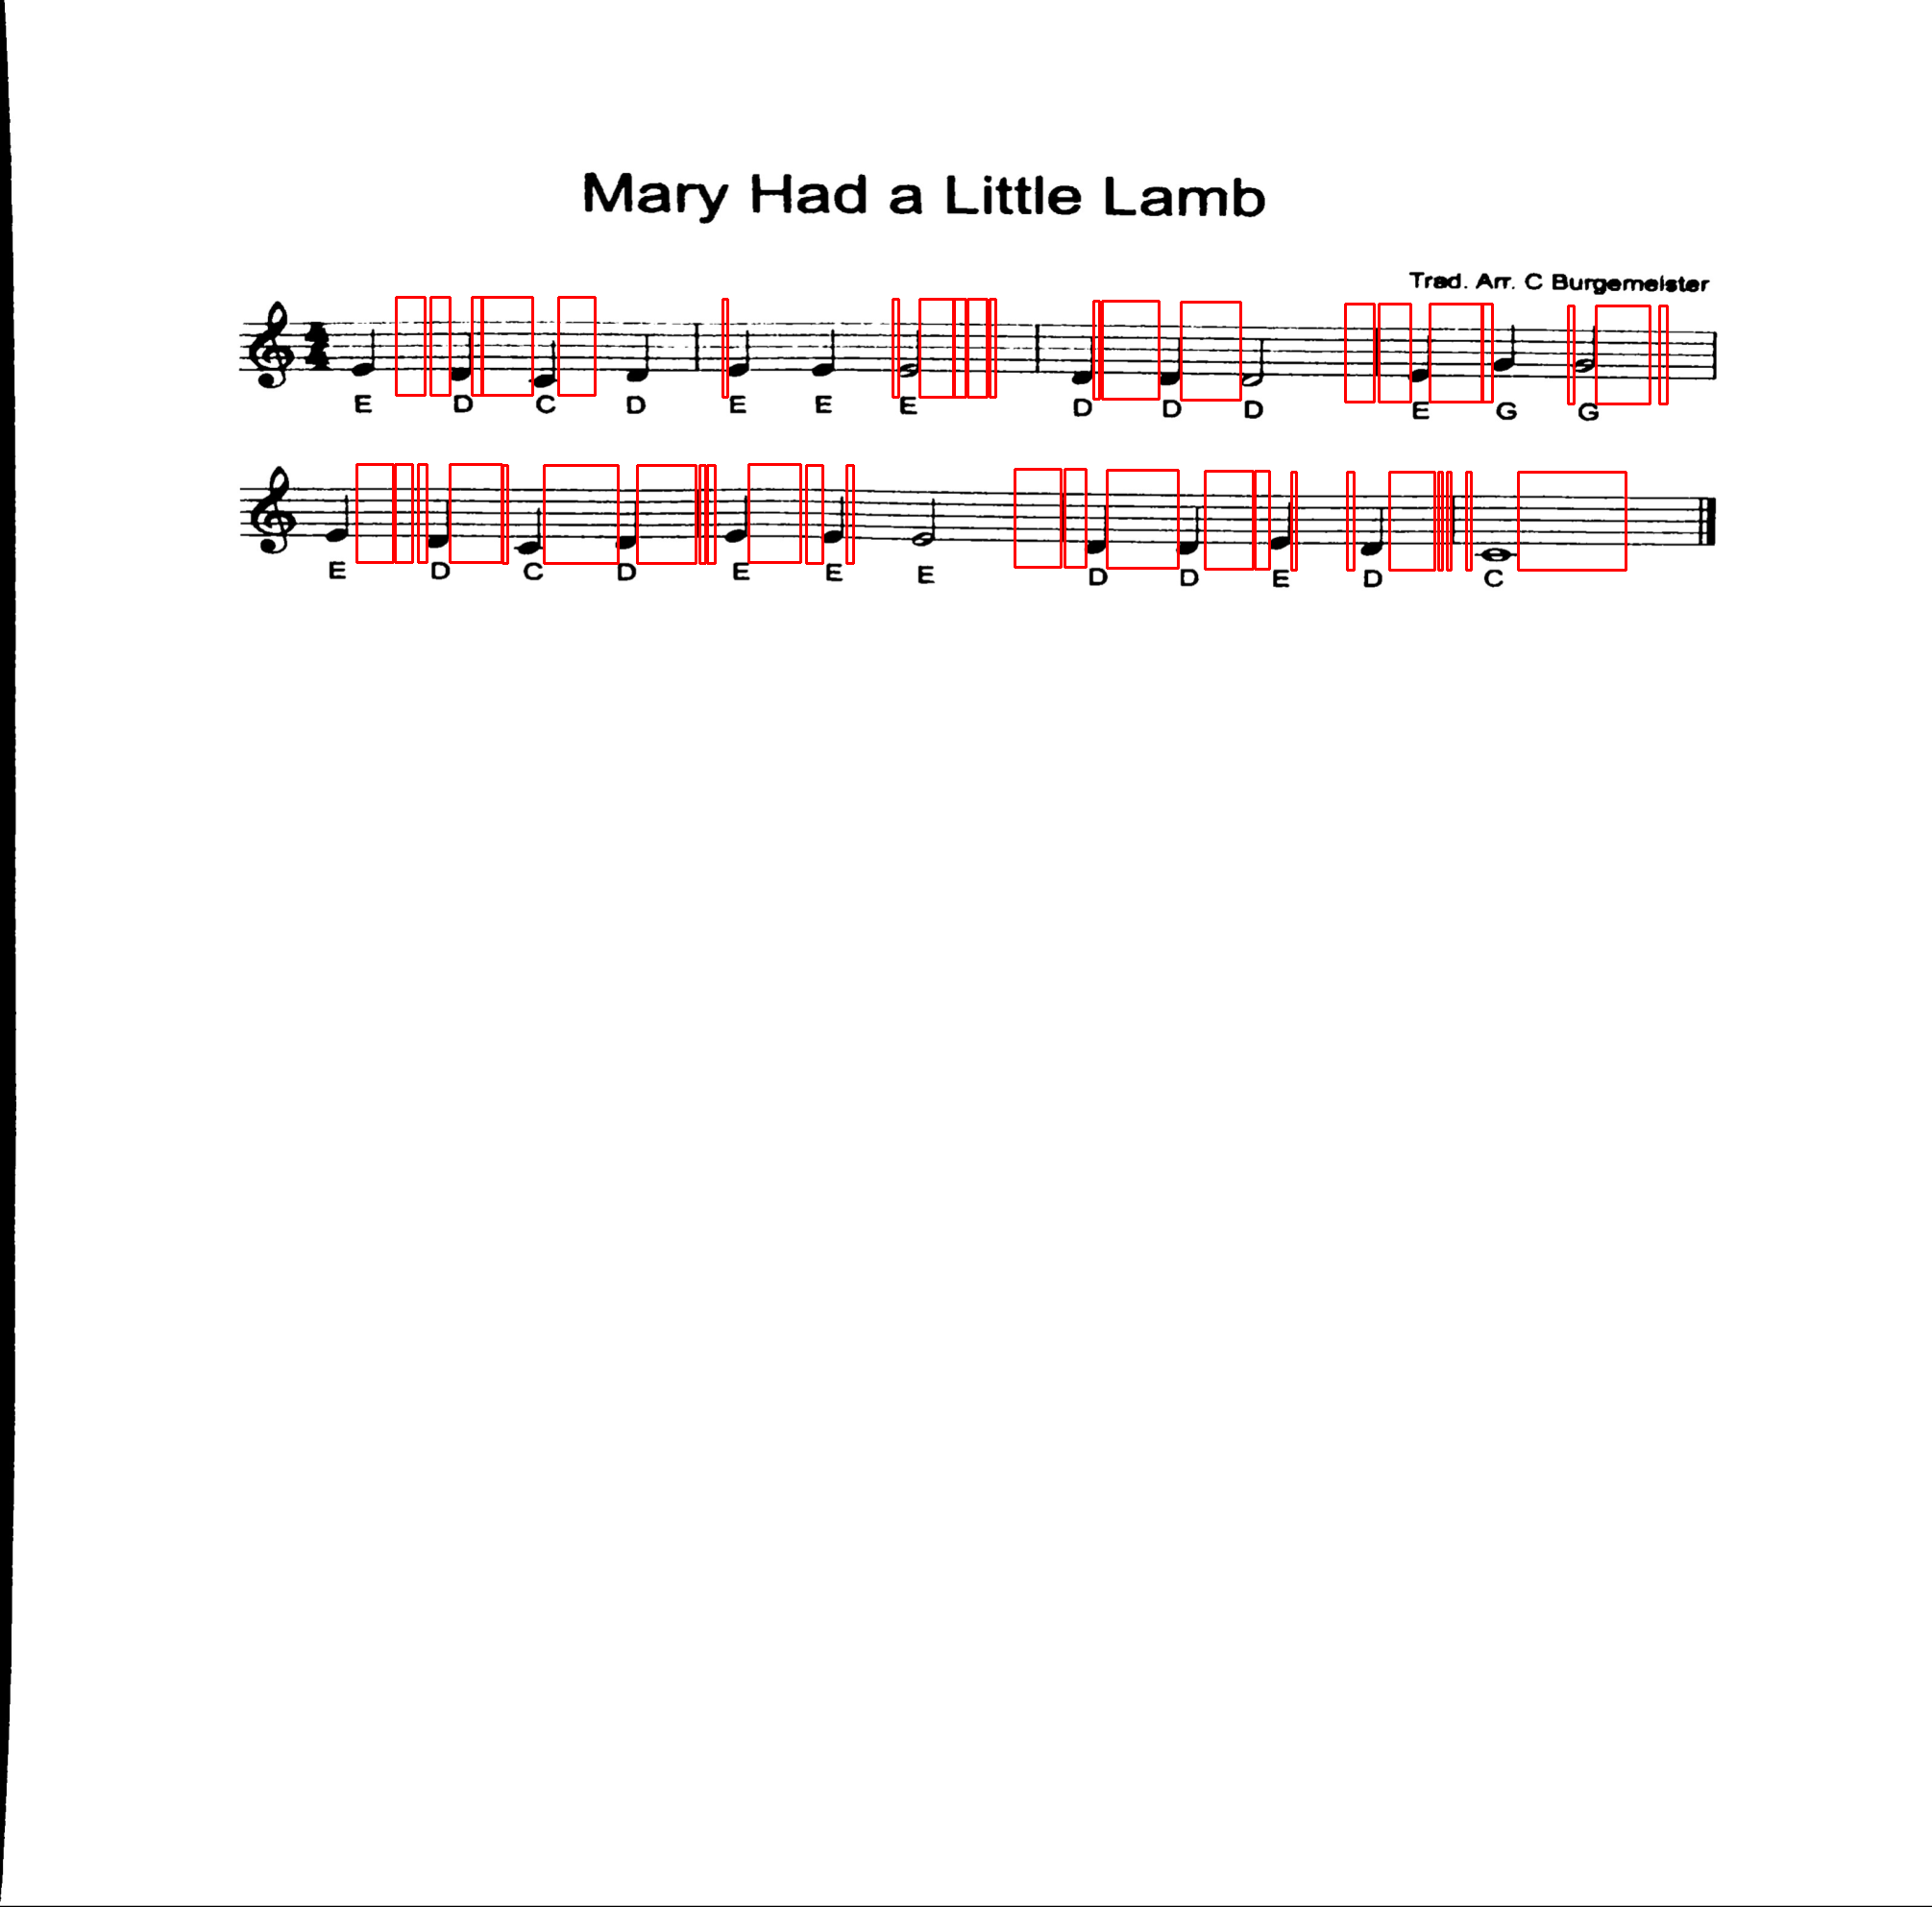 Mary Had a Little Lamb
Trad. Arr. C Burgemeister
E D C D E E E D D D E G G
E D C D E E E D D E D C